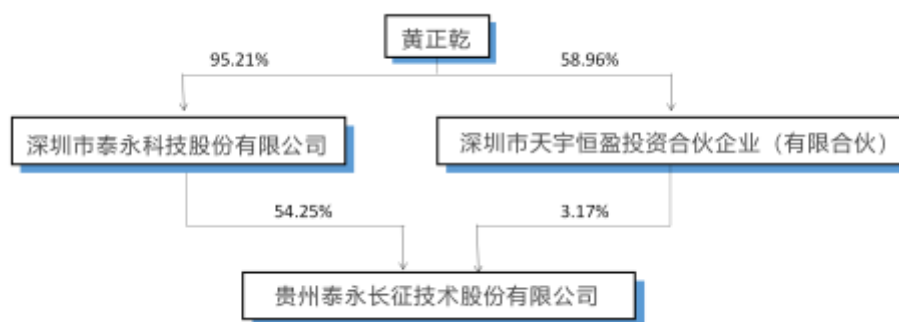 黄正乾
95.21%
58.96%
深圳市泰永科技股份有限公司
深圳市天宇恒盈投资合伙企业（有限合伙）
54.25%
3.17%
贵州泰永长征技术股份有限公司